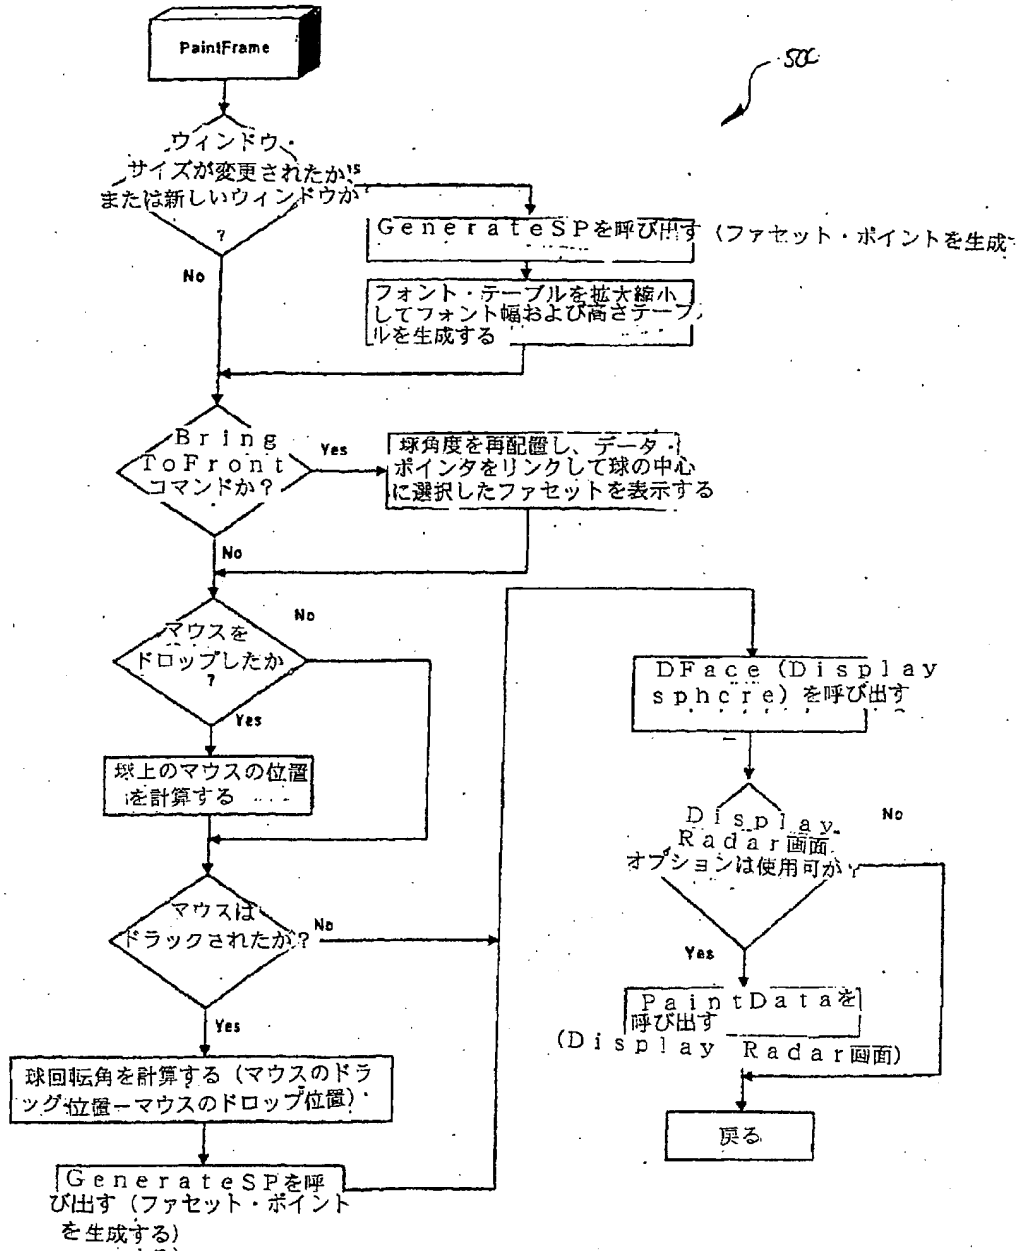 PaintFrame
500
ウィンドウ・
サイズが変更されたか
または新しいウィンドウか
?
No
GenerateSPを呼び出す（ファセット・ポイントを生成
フォント・テーブルを拡大縮小
してフォント幅および高さテーブ
ルを生成する
Bring
ToFront
コマンドか?
Yes
球角度を再配置し、データ・
ポインタをリンクして球の中心
に選択したファセットを表示する
No
マウスを
ドロップしたか
?
No
Yes
球上のマウスの位置
を計算する
マウスは
ドラックされたか?
No
Yes
球回転角を計算する（マウスのドラ
ッグ位置－マウスのドロップ位置）
GenerateSPを呼
び出す（ファセット・ポイント
を生成する）
DFace（Display
sphere）を呼び出す
Display
Radar画面
オプションは使用可か?
No
Yes
PaintDataを
呼び出す
（Display Radar画面）
戻る